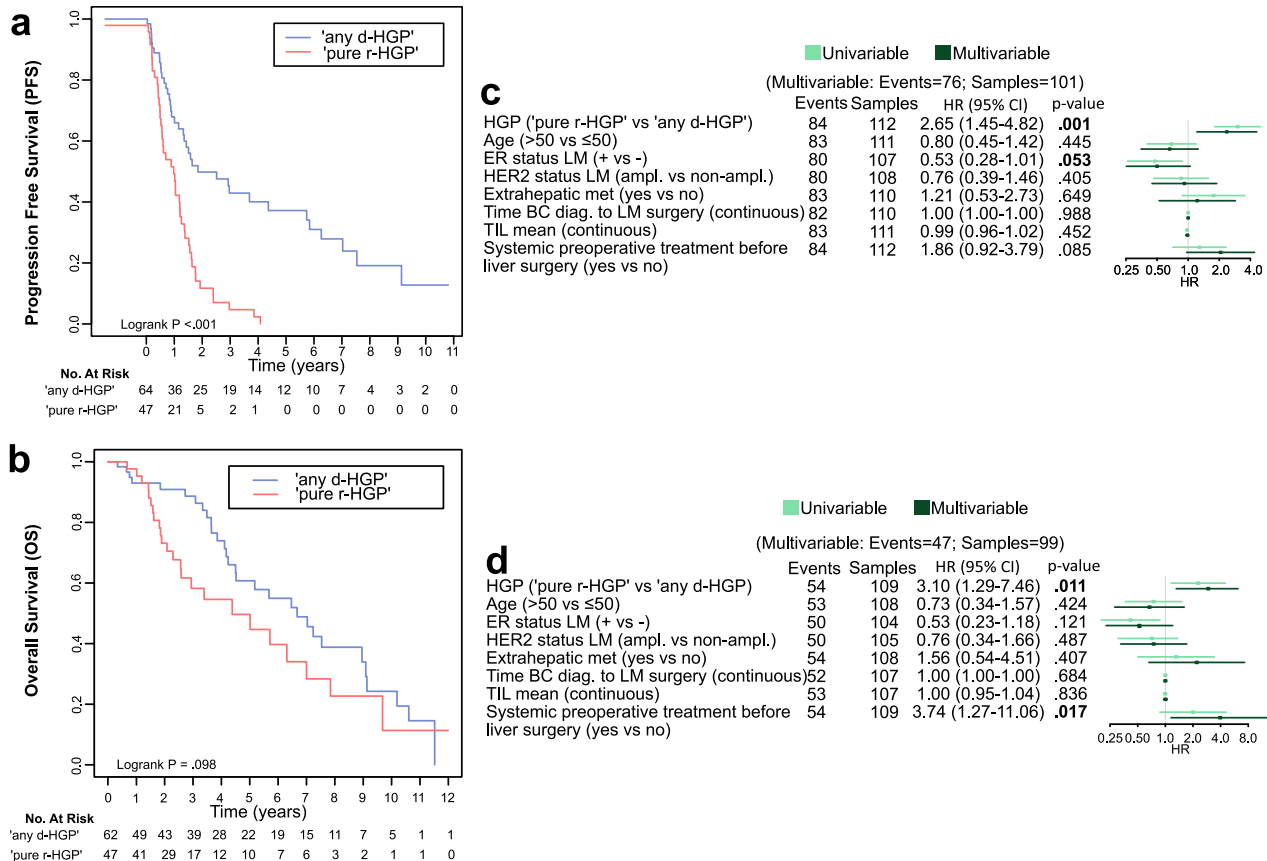 a
Progression Free Survival (PFS)
1.0
0.8
0.6
0.4
0.2
0.0
'any d-HGP'
'pure r-HGP'
Logrank P <.001
0 1 2 3 4 5 6 7 8 9 10 11
Time (years)
No. At Risk
'any d-HGP' 64 36 25 19 14 12 10 7 4 3 2 0
'pure r-HGP' 47 21 5 2 1 0 0 0 0 0 0 0
b
Overall Survival (OS)
1.0
0.8
0.6
0.4
0.2
0.0
'any d-HGP'
'pure r-HGP'
Logrank P = .098
0 1 2 3 4 5 6 7 8 9 10 11 12
Time (years)
No. At Risk
'any d-HGP' 62 49 43 39 28 22 19 15 11 7 5 1 1
'pure r-HGP' 47 41 29 17 12 10 7 6 3 2 1 1 0
c
Univariable Multivariable
(Multivariable: Events=76; Samples=101)
Events Samples HR (95% CI) p-value
HGP ('pure r-HGP' vs 'any d-HGP') 84 112 2.65 (1.45-4.82) .001
Age (>50 vs ≤50) 83 111 0.80 (0.45-1.42) .445
ER status LM (+ vs -) 80 107 0.53 (0.28-1.01) .053
HER2 status LM (ampl. vs non-ampl.) 80 108 0.76 (0.39-1.46) .405
Extrahepatic met (yes vs no) 83 110 1.21 (0.53-2.73) .649
Time BC diag. to LM surgery (continuous) 82 110 1.00 (1.00-1.00) .988
TIL mean (continuous) 83 111 0.99 (0.96-1.02) .452
Systemic preoperative treatment before 84 112 1.86 (0.92-3.79) .085
liver surgery (yes vs no)
0.25 0.50 1.0 2.0 4.0
HR
d
Univariable Multivariable
(Multivariable: Events=47; Samples=99)
Events Samples HR (95% CI) p-value
HGP ('pure r-HGP' vs 'any d-HGP) 54 109 3.10 (1.29-7.46) .011
Age (>50 vs ≤50) 53 108 0.73 (0.34-1.57) .424
ER status LM (+ vs -) 50 104 0.53 (0.23-1.18) .121
HER2 status LM (ampl. vs non-ampl.) 50 105 0.76 (0.34-1.66) .487
Extrahepatic met (yes vs no) 54 108 1.56 (0.54-4.51) .407
Time BC diag. to LM surgery (continuous) 52 107 1.00 (1.00-1.00) .684
TIL mean (continuous) 53 107 1.00 (0.95-1.04) .836
Systemic preoperative treatment before 54 109 3.74 (1.27-11.06) .017
liver surgery (yes vs no)
0.25 0.50 1.0 2.0 4.0 8.0
HR